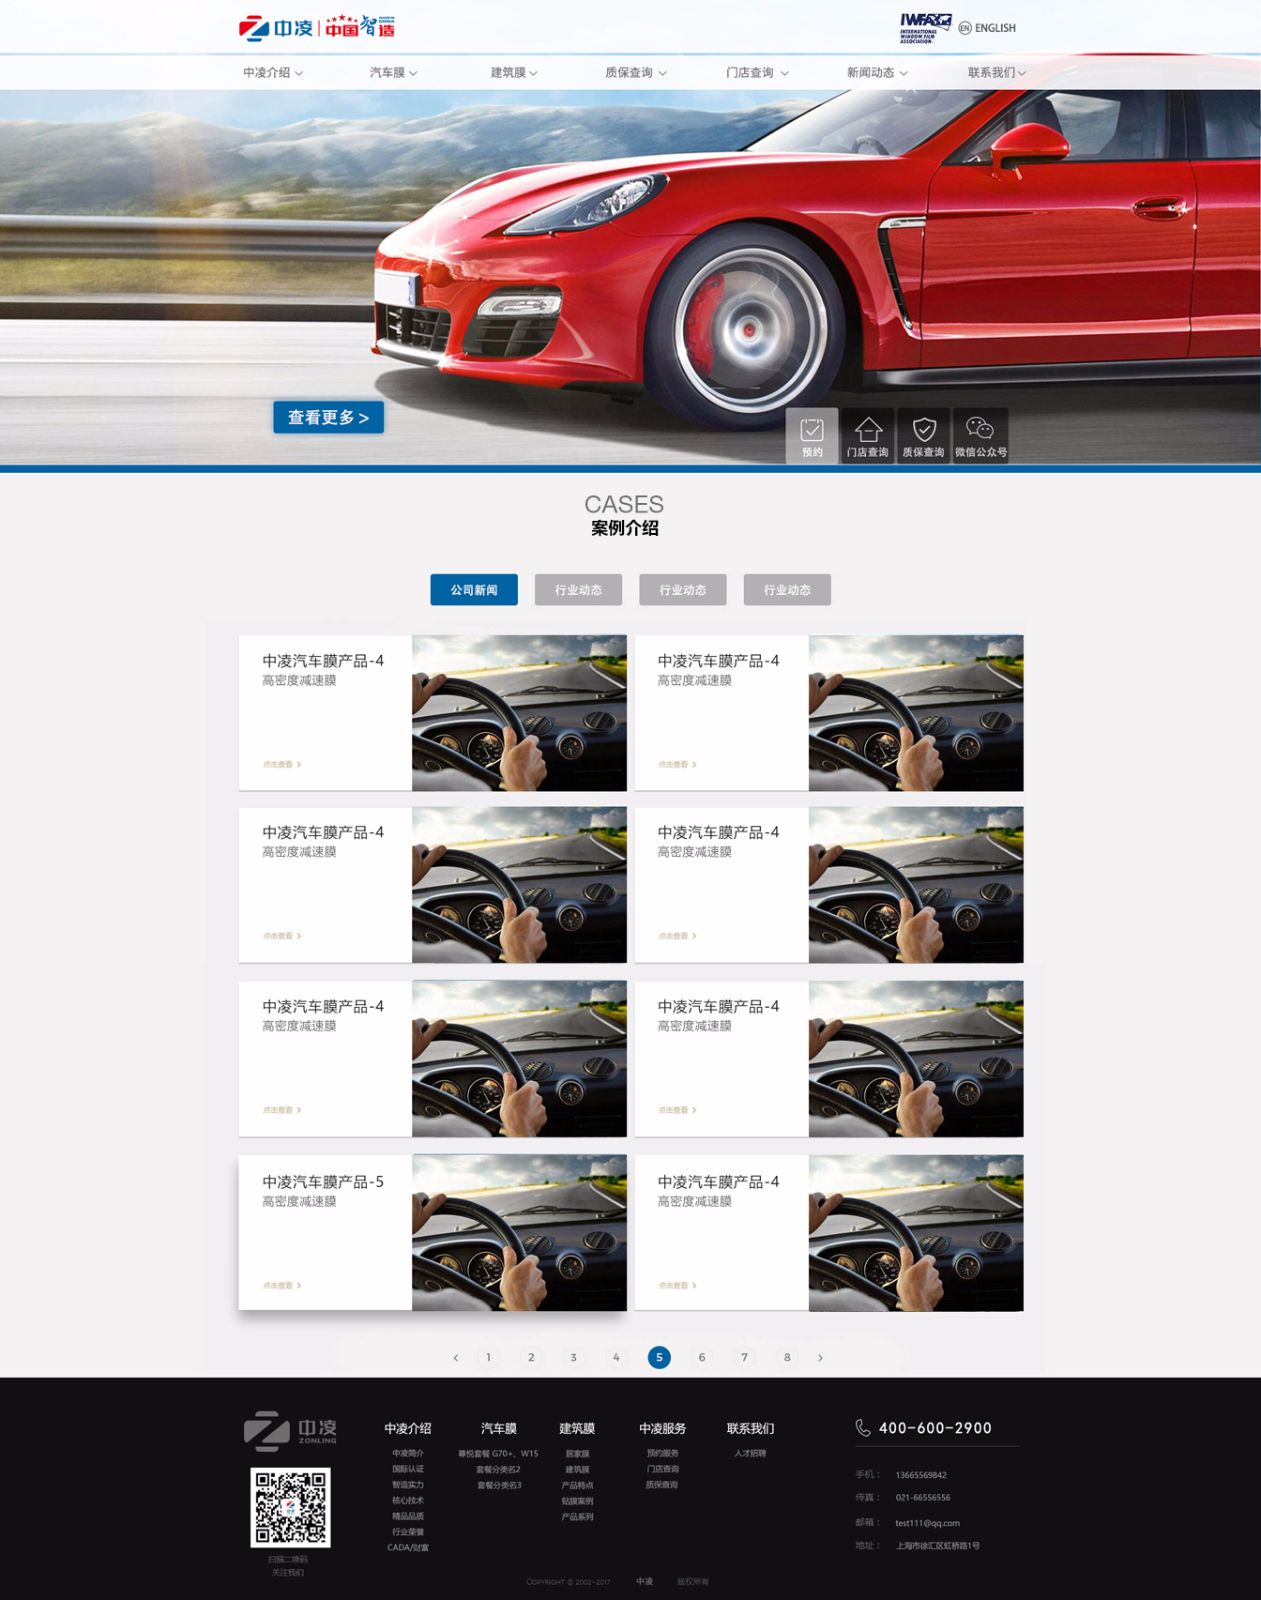 中凌 中国智造 MADE IN CHINA
IWFA INTERNATIONAL WINDOW FILM ASSOCIATION
EN ENGLISH
中凌介绍 汽车膜 建筑膜 质保查询 门店查询 新闻动态 联系我们
查看更多 >
预约 门店查询 质保查询 微信公众号
CASES
案例介绍
公司新闻 行业动态 行业动态 行业动态
中凌汽车膜产品-4
高密度减速膜
点击查看 >
中凌汽车膜产品-4
高密度减速膜
点击查看 >
中凌汽车膜产品-4
高密度减速膜
点击查看 >
中凌汽车膜产品-4
高密度减速膜
点击查看 >
中凌汽车膜产品-4
高密度减速膜
点击查看 >
中凌汽车膜产品-4
高密度减速膜
点击查看 >
中凌汽车膜产品-5
高密度减速膜
点击查看 >
中凌汽车膜产品-4
高密度减速膜
点击查看 >
< 1 2 3 4 5 6 7 8 >
中凌
ZONLING
扫描二维码
关注我们
中凌介绍
中凌简介
国际认证
智造实力
核心技术
精品品质
行业荣誉
CADA/财富
汽车膜
尊悦套餐 G70+、W15
套餐分类名2
套餐分类名3
建筑膜
居家膜
建筑膜
产品特点
贴膜案例
产品系列
中凌服务
预约服务
门店查询
质保查询
联系我们
人才招聘
400-600-2900
手机： 13665569842
传真： 021-66556556
邮箱： test111@qq.com
地址： 上海市徐汇区虹桥路1号
COPYRIGHT © 2002-2017 中凌 版权所有